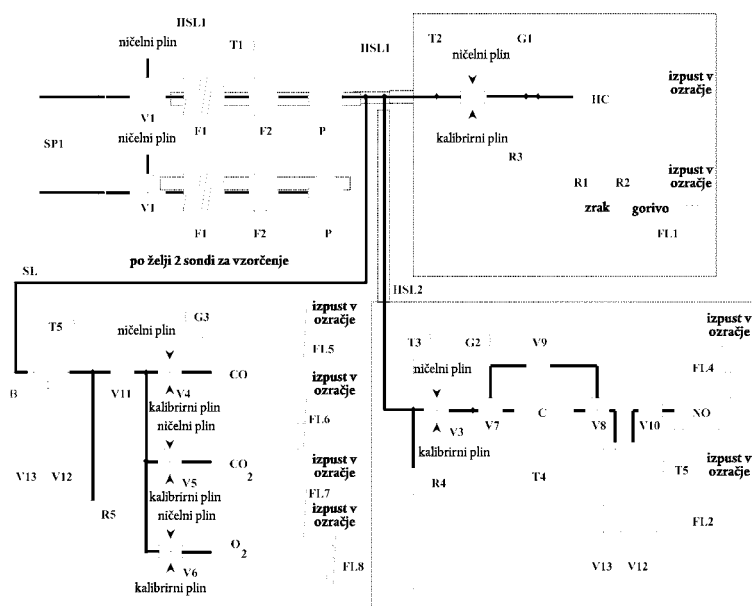 HSL1
ničelni plin
T1
V1
F1
F2
P
SP1
ničelni plin
V1
F1
F2
P
po želji 2 sondi za vzorčenje
HSL1
T2
G1
ničelni plin
HC
izpust v
ozračje
kalibrirni plin
R3
izpust v
ozračje
R1
R2
zrak
gorivo
FL1
SL
HSL2
T5
G3
ničelni plin
B
V11
V4
CO
kalibrirni plin
ničelni plin
V13
V12
V5
CO
2
R5
kalibrirni plin
ničelni plin
O
2
V6
kalibrirni plin
izpust v
ozračje
FL5
izpust v
ozračje
FL6
izpust v
ozračje
FL7
izpust v
ozračje
FL8
T3
G2
V9
ničelni plin
izpust v
ozračje
FL4
V3
V7
C
V8
V10
NO
kalibrirni plin
R4
T4
izpust v
ozračje
T5
FL2
V13
V12